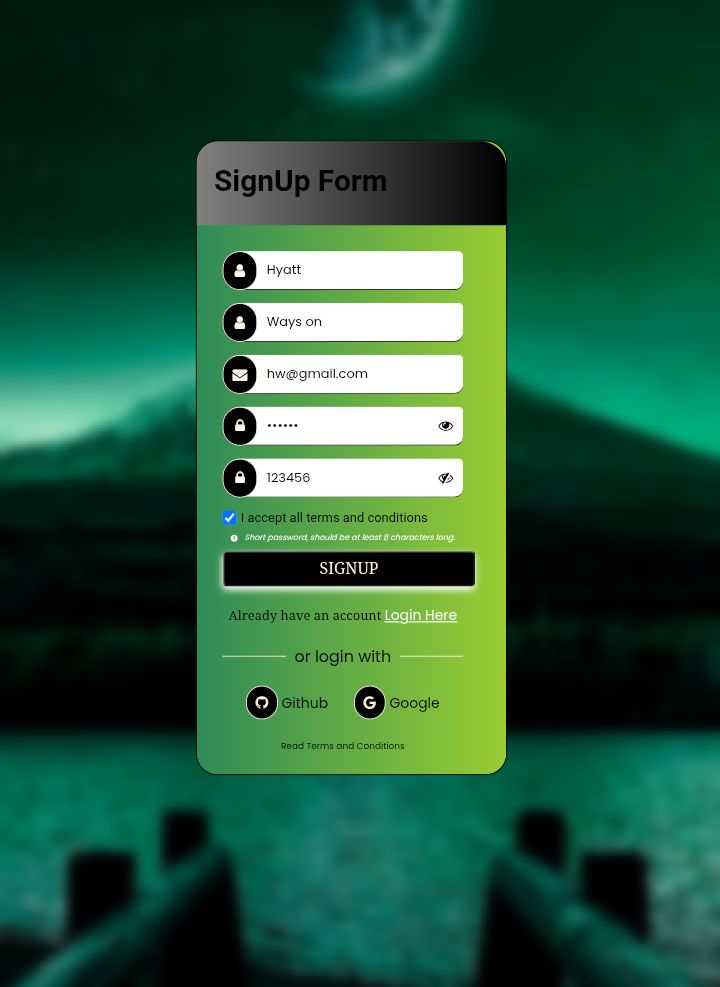 SignUp Form
Hyatt
Ways on
hw@gmail.com
••••••
123456
I accept all terms and conditions
Short password, should be at least 8 characters long.
SIGNUP
Already have an account Login Here
or login with
Github Google
Read Terms and Conditions